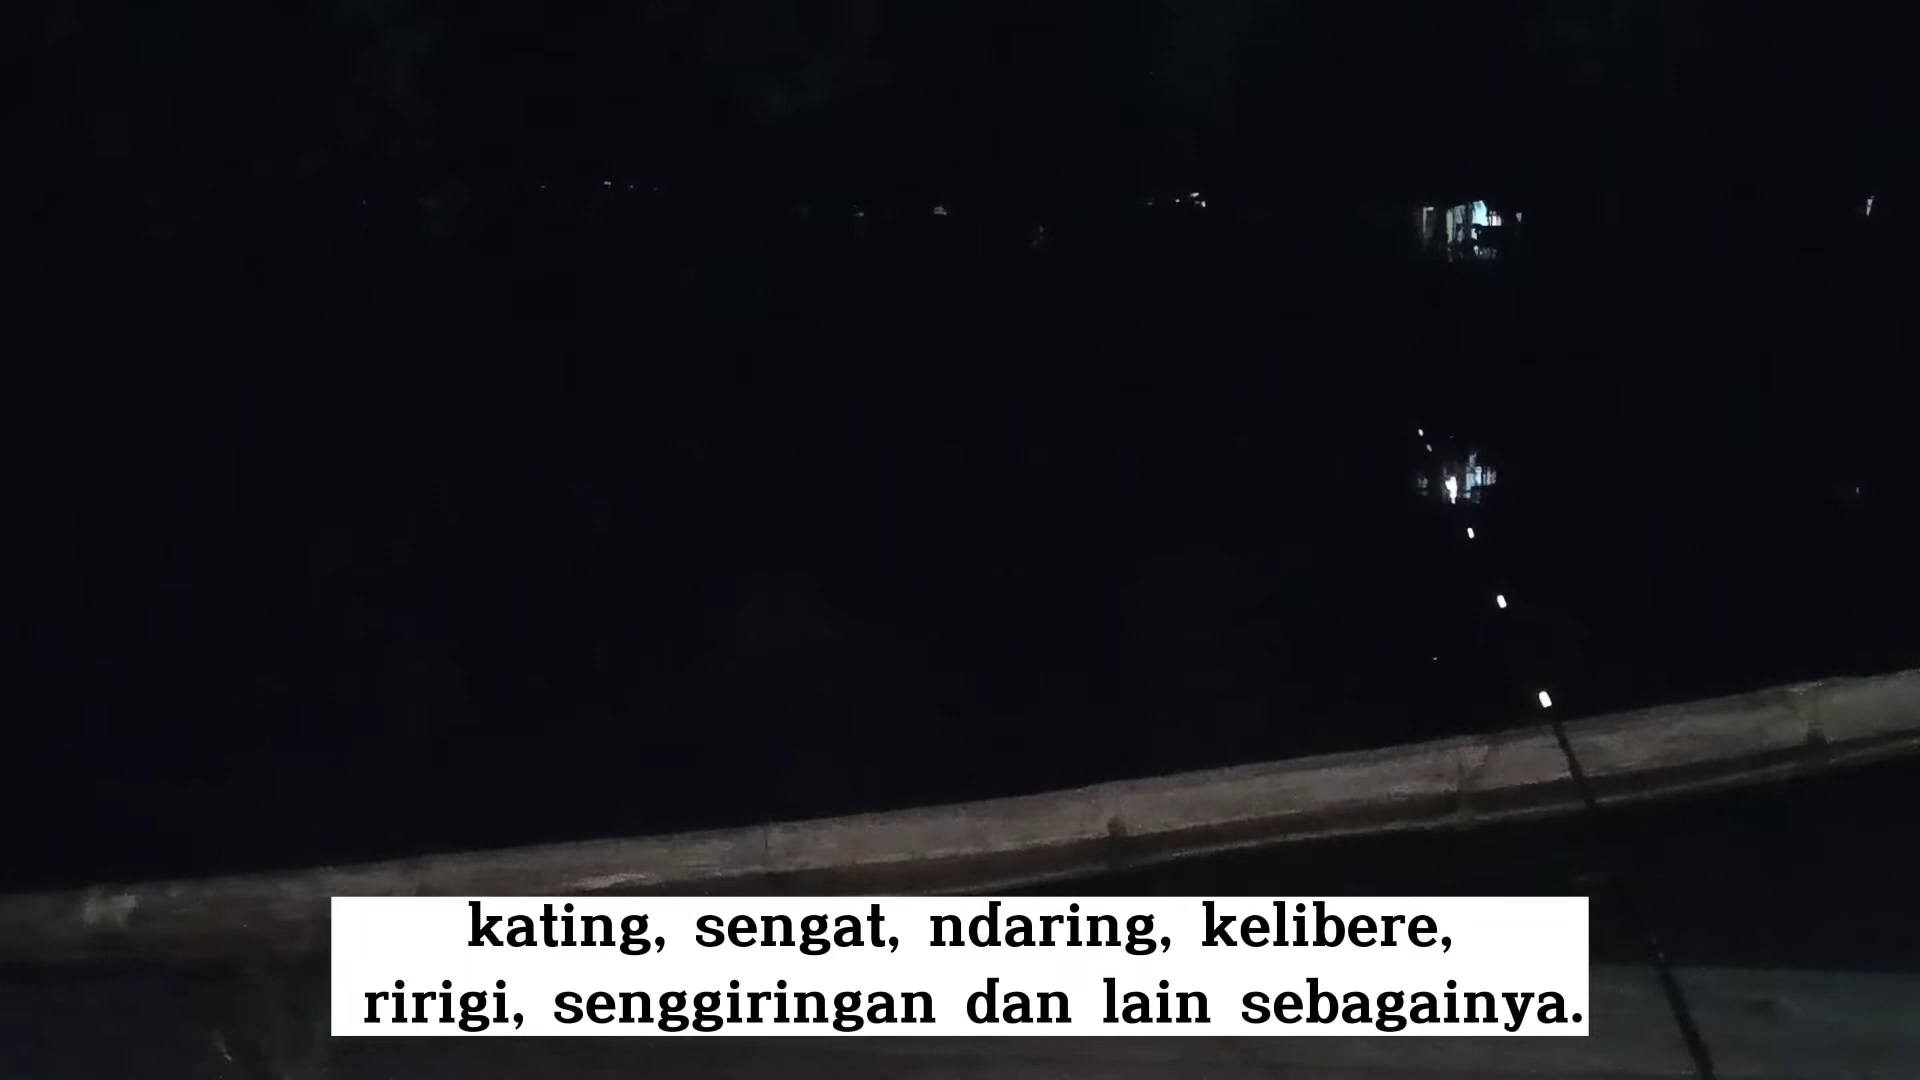 kating, sengat, ndaring, kelibere,
ririgi, senggiringan dan lain sebagainya.